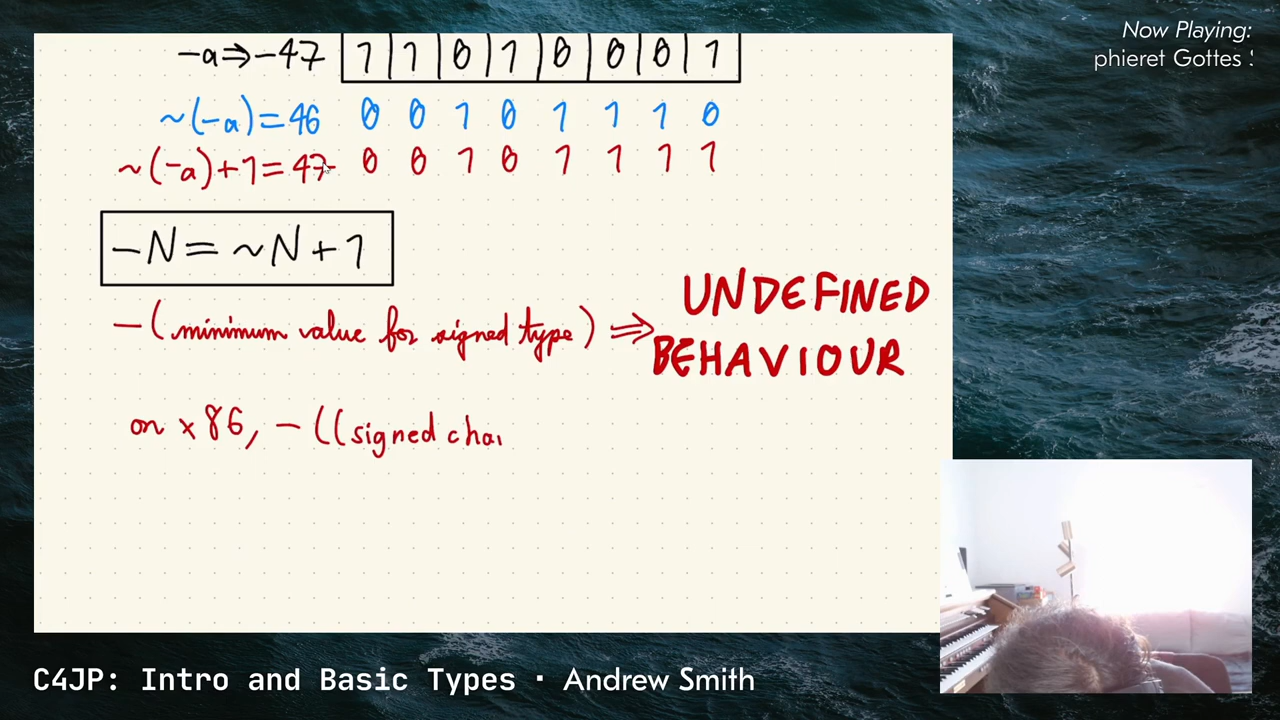 Now Playing:
phieret Gottes S
-a⇒-47 1 1 0 1 0 0 0 1
~(-a)=46 0 0 1 0 1 1 1 0
~(-a)+1=47 0 0 1 0 1 1 1 1
-N=~N+1
-(minimum value for signed type) ⇒ UNDEFINED
BEHAVIOUR
on x86, -((signed char
C4JP: Intro and Basic Types · Andrew Smith